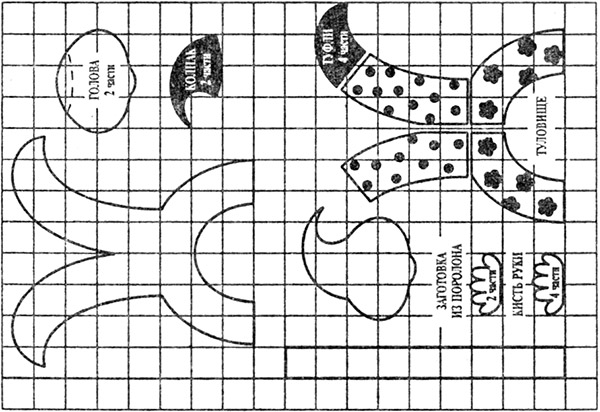 ГОЛОВА
2 части
КОЛПАК
2 части
ТУФЛИ
4 части
ТУЛОВИЩЕ
ЗАГОТОВКА
ИЗ ПОРОЛОНА
2 части
КИСТЬ РУКИ
4 части